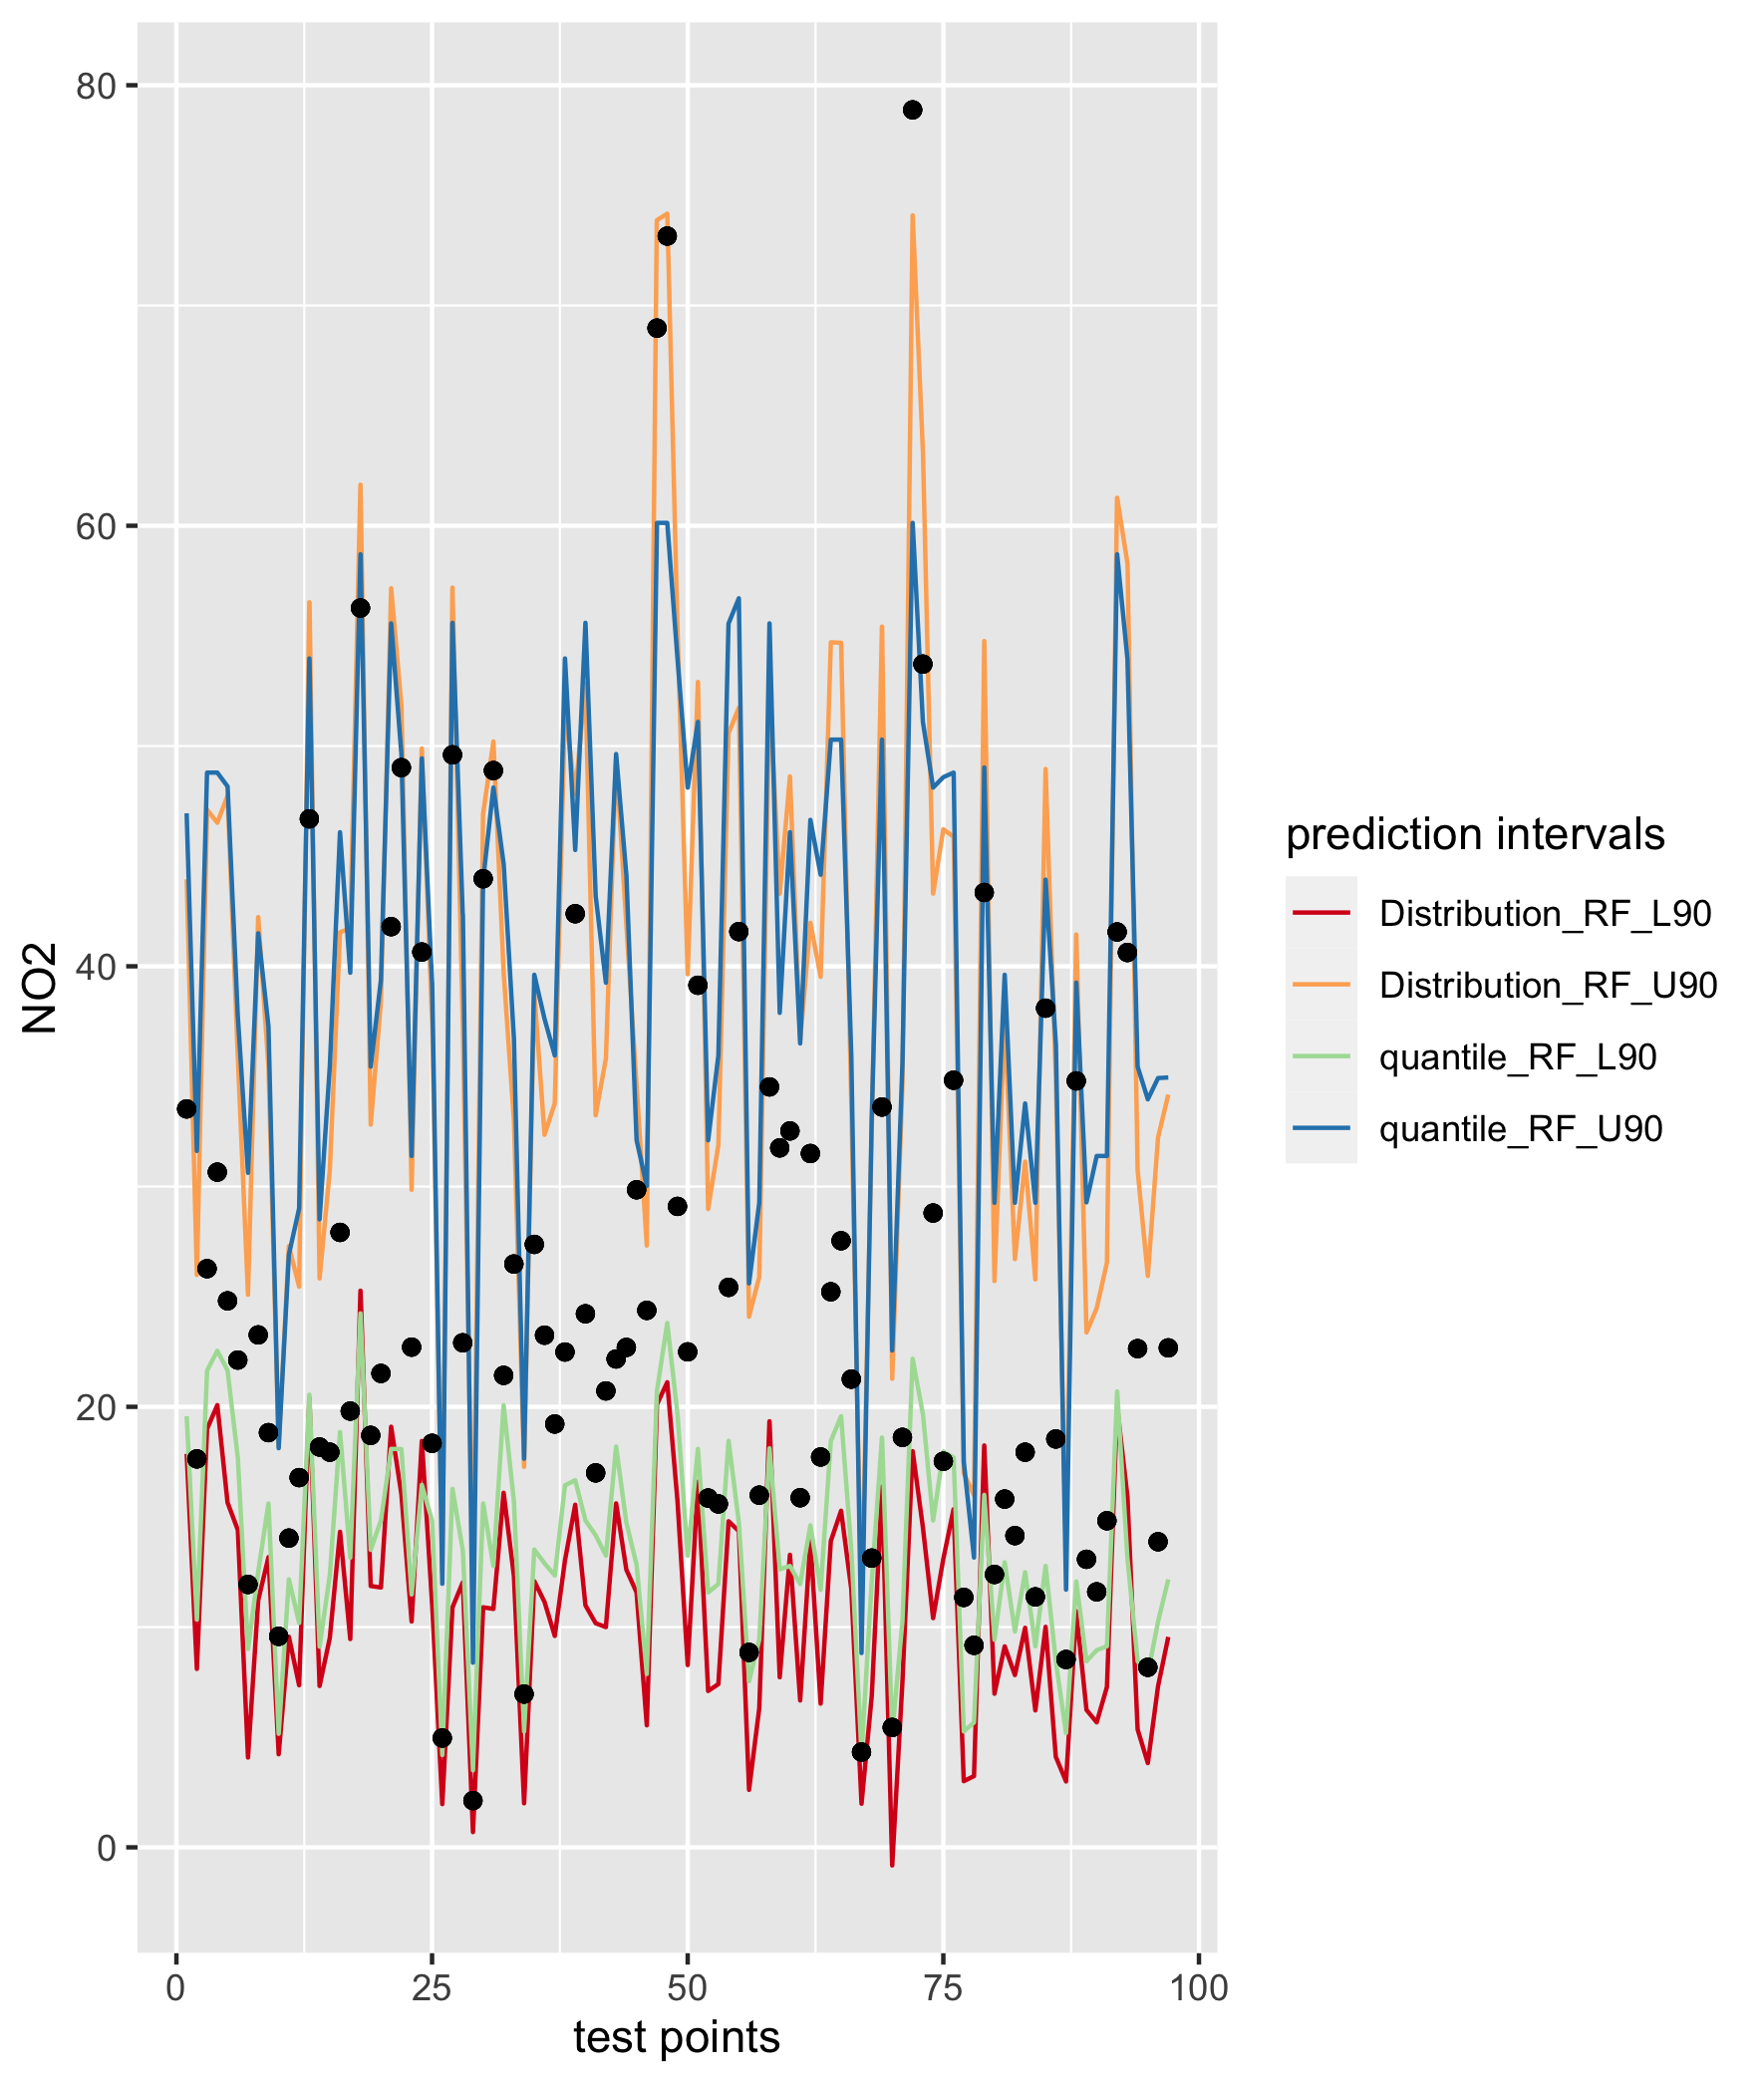 80
60
40
20
0
NO2
0 25 50 75 100
test points
prediction intervals
Distribution_RF_L90
Distribution_RF_U90
quantile_RF_L90
quantile_RF_U90